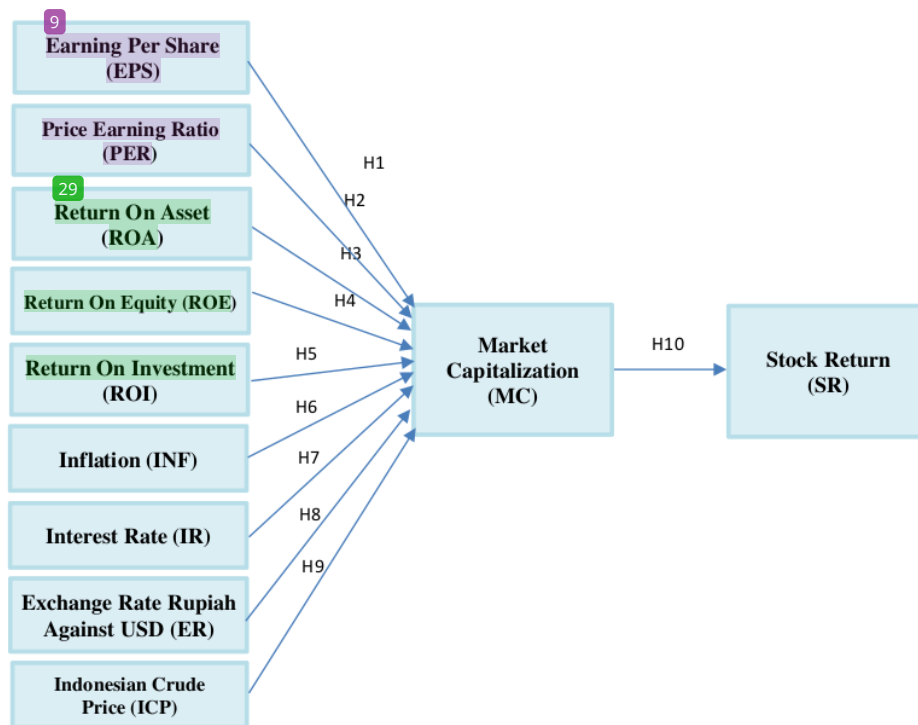 9
Earning Per Share
(EPS)
Price Earning Ratio
(PER)
29
Return On Asset
(ROA)
Return On Equity (ROE)
Return On Investment
(ROI)
Inflation (INF)
Interest Rate (IR)
Exchange Rate Rupiah
Against USD (ER)
Indonesian Crude
Price (ICP)
H1
H2
H3
H4
H5
H6
H7
H8
H9
Market
Capitalization
(MC)
H10
Stock Return
(SR)